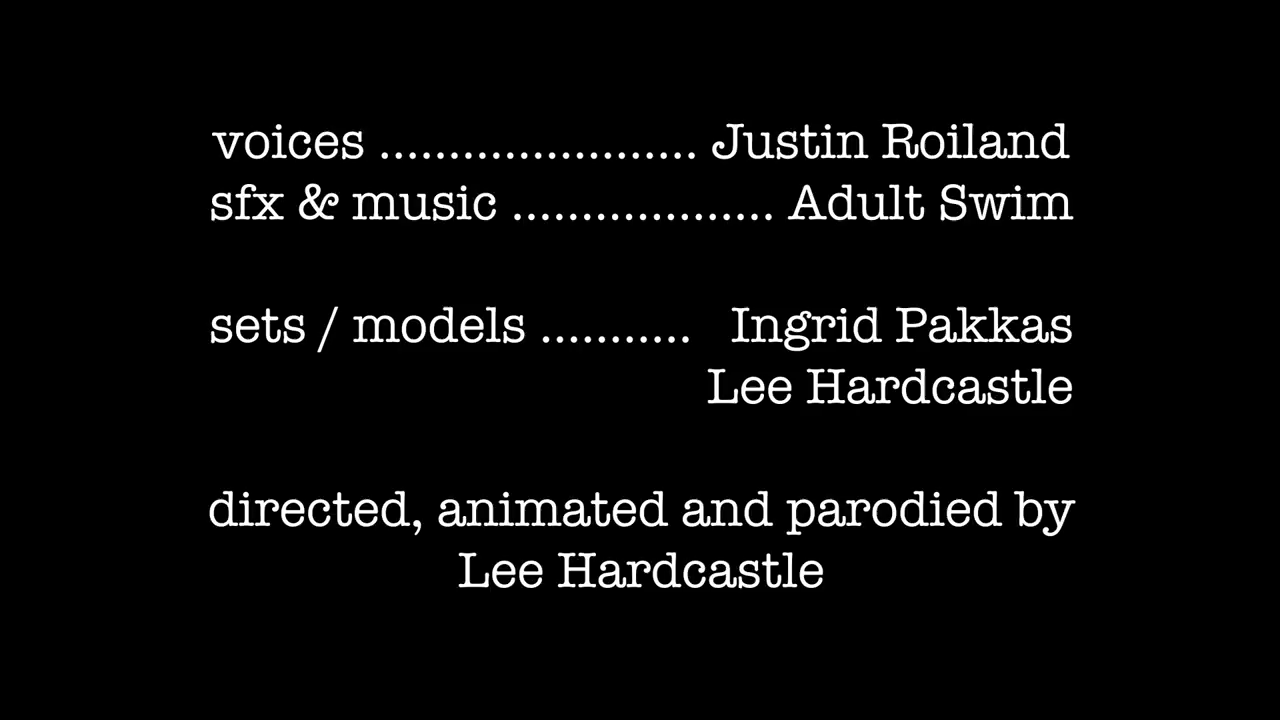 voices ....................... Justin Roiland
sfx & music ................... Adult Swim
sets / models ........... Ingrid Pakkas
Lee Hardcastle
directed, animated and parodied by
Lee Hardcastle